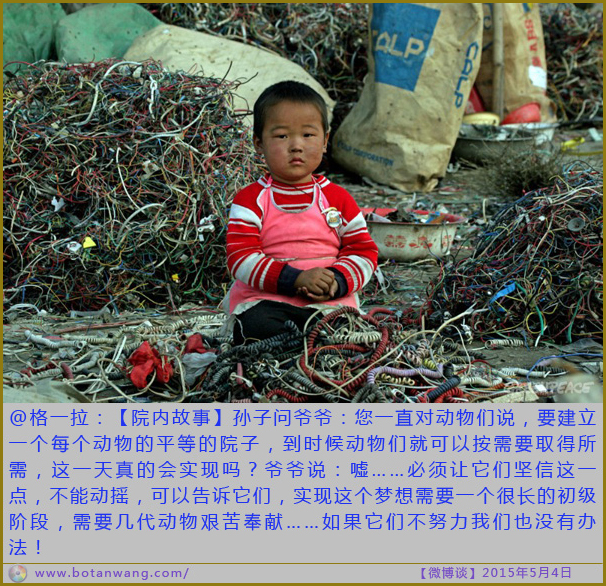 CALP
CALP
@格一拉：【院内故事】孙子问爷爷：您一直对动物们说，要建立
一个每个动物的平等的院子，到时候动物们就可以按需要取得所
需，这一天真的会实现吗？爷爷说：嘘……必须让它们坚信这一
点，不能动摇，可以告诉它们，实现这个梦想需要一个很长的初级
阶段，需要几代动物艰苦奉献……如果它们不努力我们也没有办
法！
www.botanwang.com/
【微博谈】2015年5月4日